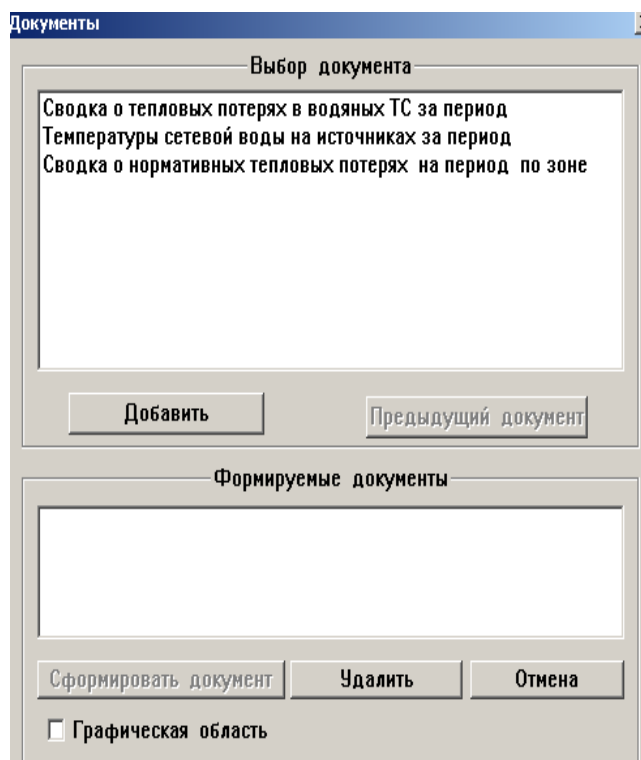 Документы
Выбор документа
Сводка о тепловых потерях в водяных ТС за период
Температуры сетевой воды на источниках за период
Сводка о нормативных тепловых потерях на период по зоне
Добавить
Предыдущий документ
Формируемые документы
Сформировать документ
Удалить
Отмена
Графическая область